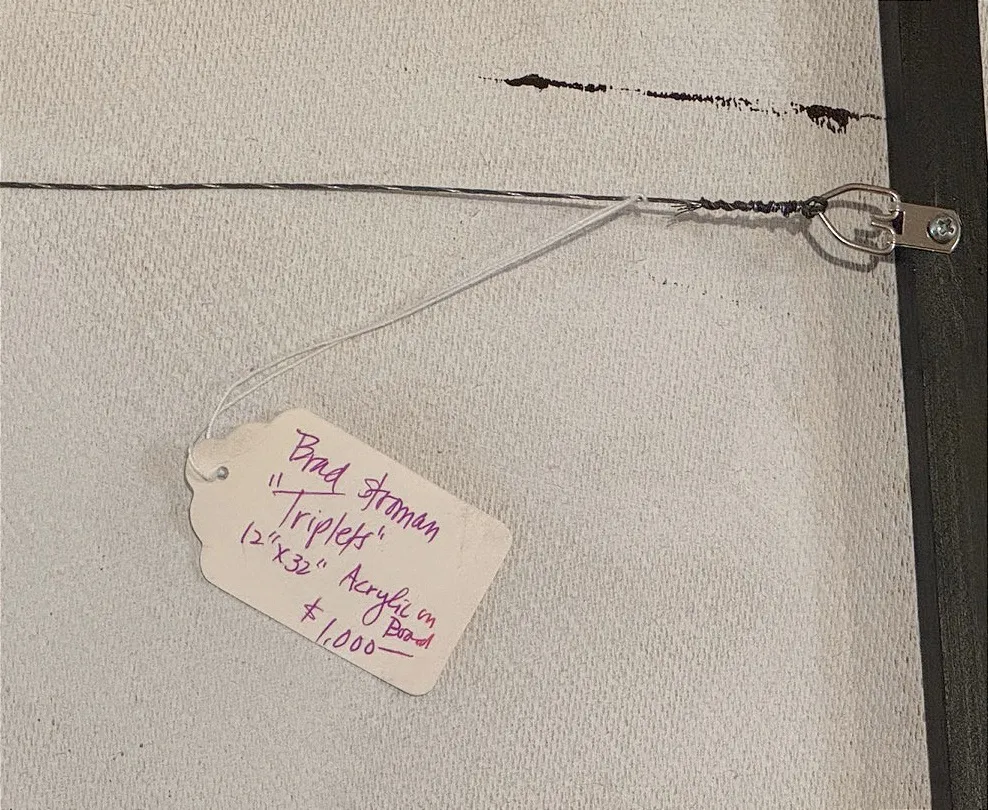 Brad Stroman
"Triplets"
12"x32" Acrylic on
Board
$1,000—